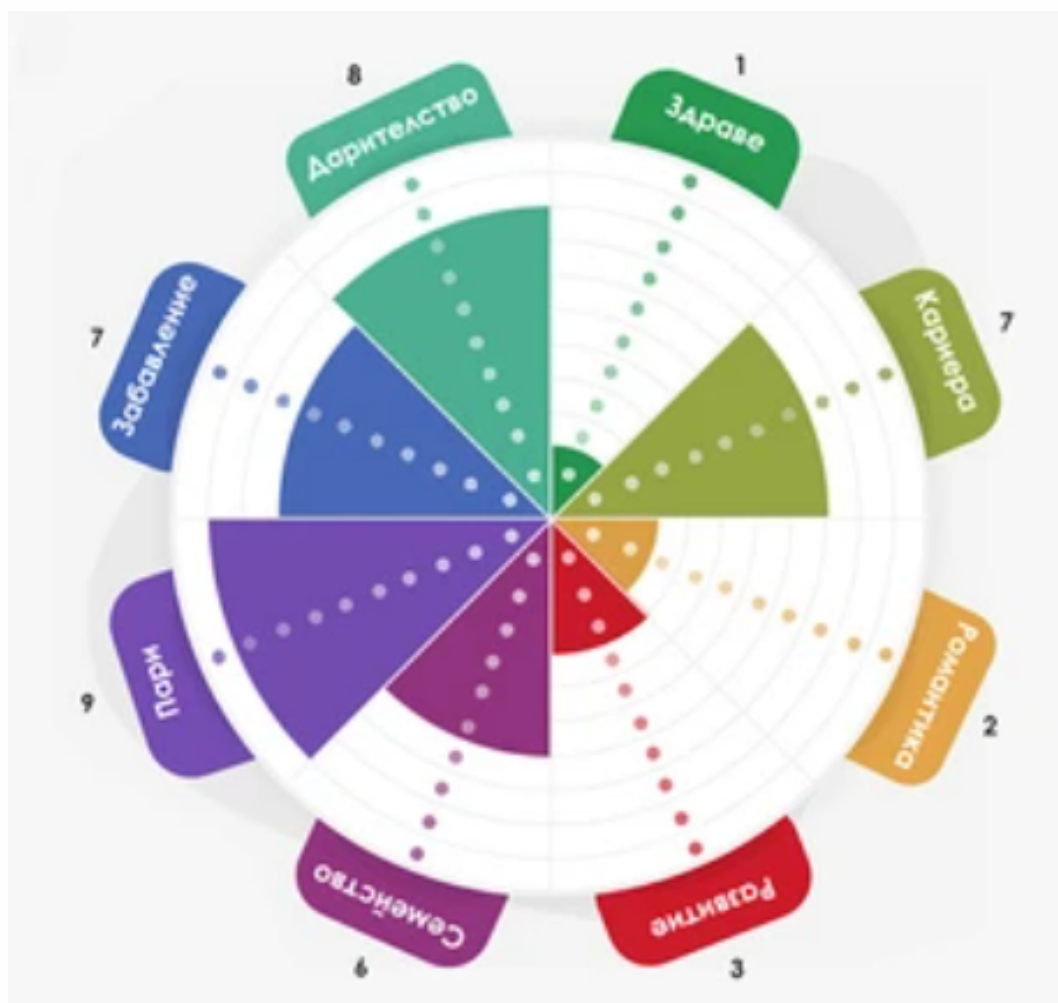 1
Здраве
7
Кариера
2
Романтика
3
Развитие
6
Семейство
9
Пари
7
Забавление
8
Дарителство